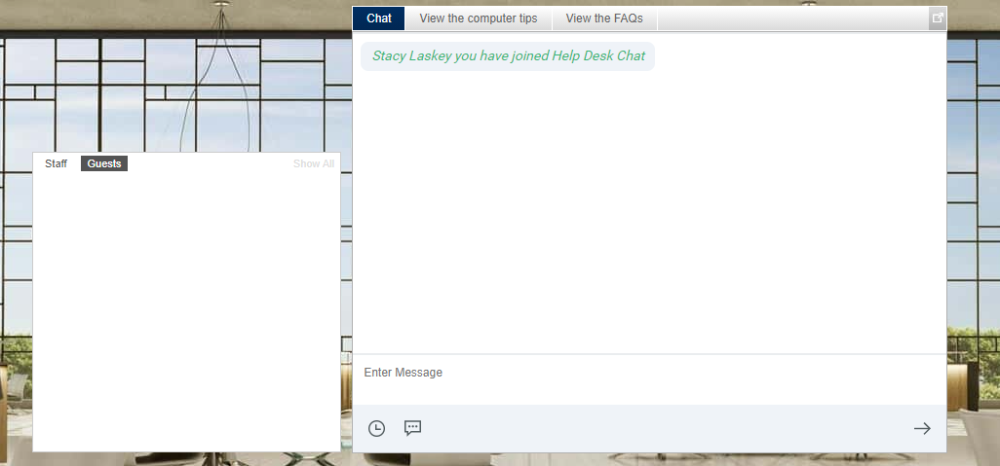 Chat View the computer tips View the FAQs
Stacy Laskey you have joined Help Desk Chat
Staff Guests Show All
Enter Message